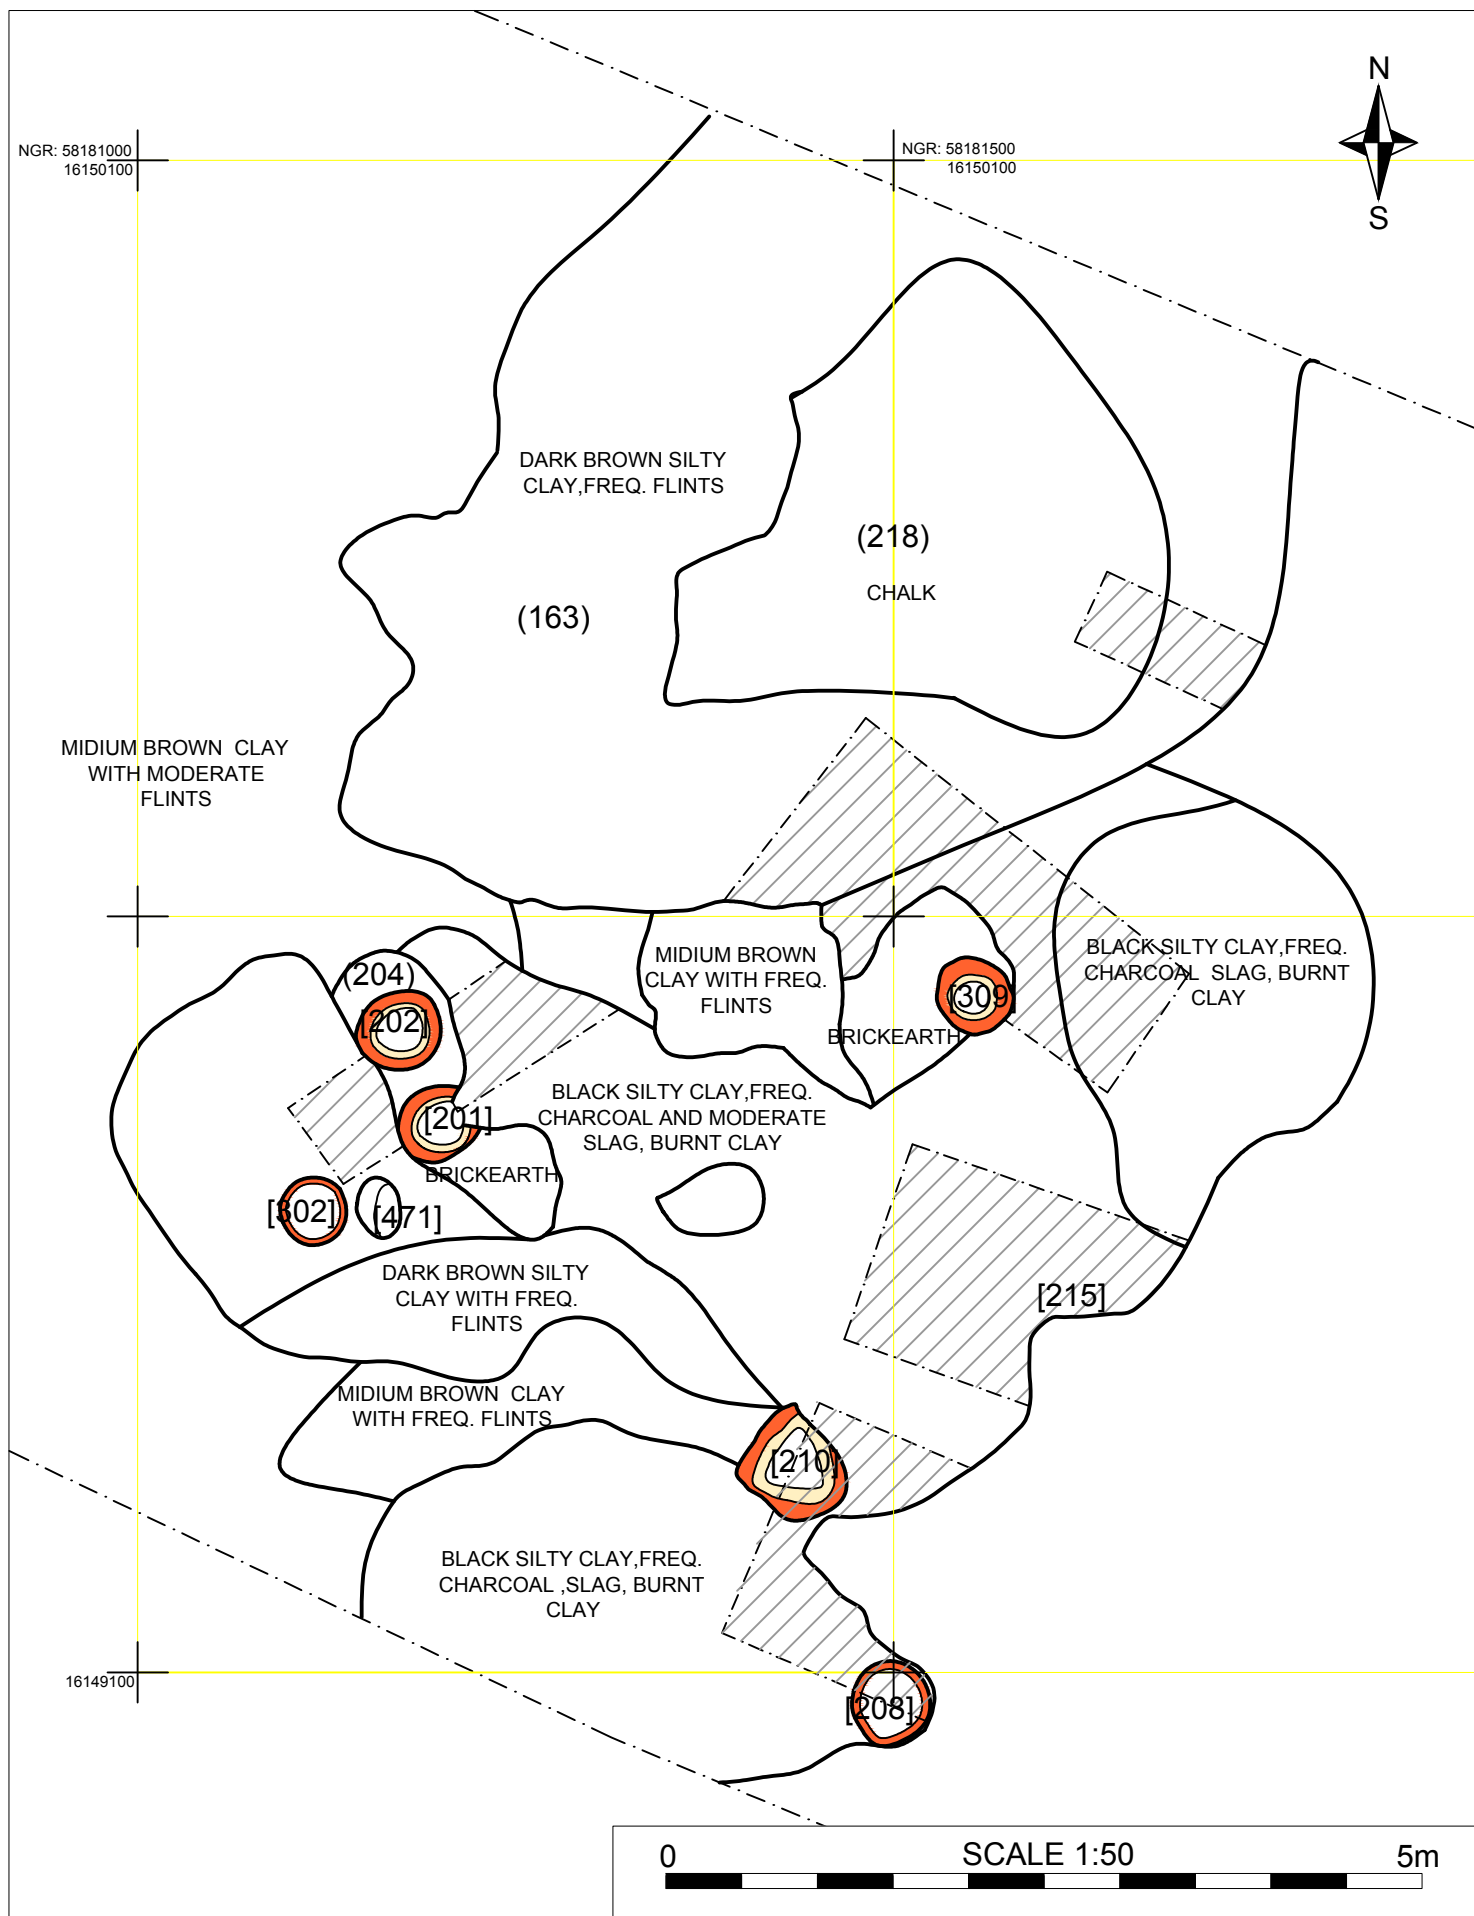 N
NGR: 58181000
16150100
NGR: 58181500
16150100
S
DARK BROWN SILTY
CLAY,FREQ. FLINTS
(218)
CHALK
(163)
MIDIUM BROWN CLAY
WITH MODERATE
FLINTS
BLACK SILTY CLAY,FREQ.
CHARCOAL SLAG, BURNT
CLAY
MIDIUM BROWN
CLAY WITH FREQ.
FLINTS
(204)
[202]
[309]
BRICKEARTH
BLACK SILTY CLAY,FREQ.
CHARCOAL AND MODERATE
SLAG, BURNT CLAY
[201]
BRICKEARTH
[302]
[471]
DARK BROWN SILTY
CLAY WITH FREQ.
FLINTS
[215]
MIDIUM BROWN CLAY
WITH FREQ. FLINTS
[210]
BLACK SILTY CLAY,FREQ.
CHARCOAL ,SLAG, BURNT
CLAY
16149100
[208]
0
SCALE 1:50
5m